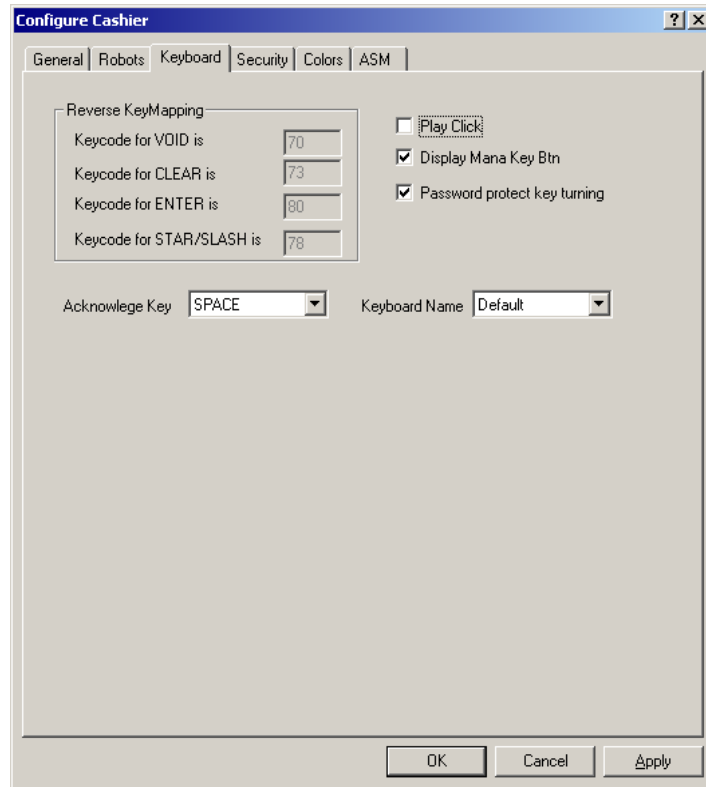 Configure Cashier
General Robots Keyboard Security Colors ASM
Reverse KeyMapping
Keycode for VOID is 70
Keycode for CLEAR is 73
Keycode for ENTER is 80
Keycode for STAR/SLASH is 78
Play Click
Display Mana Key Btn
Password protect key turning
Acknowlege Key SPACE Keyboard Name Default
OK Cancel Apply